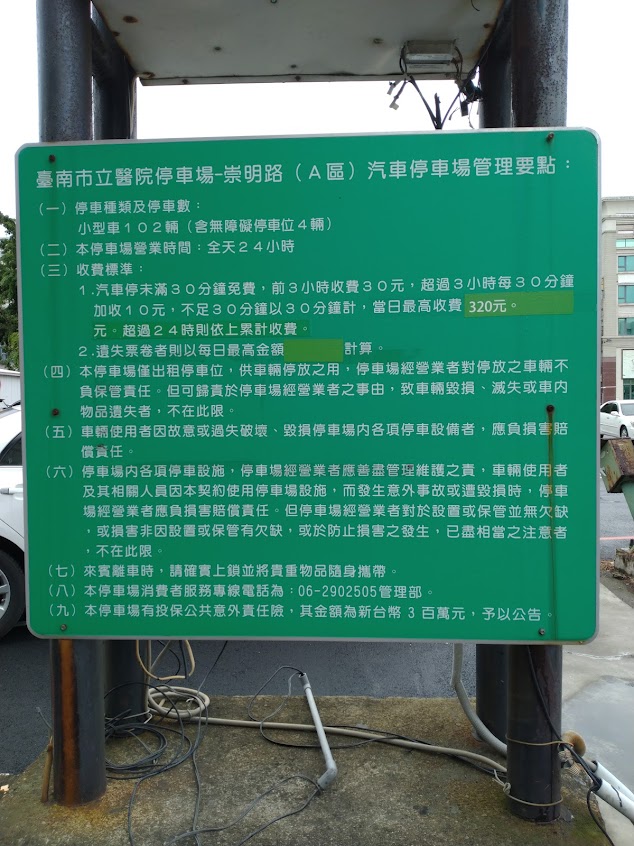 臺南市立醫院停車場-崇明路（A區）汽車停車場管理要點：
（一）停車種類及停車數：
小型車102輛（含無障礙停車位4輛）
（二）本停車場營業時間：全天24小時
（三）收費標準：
1.汽車停未滿30分鐘免費，前3小時收費30元，超過3小時每30分鐘
加收10元，不足30分鐘以30分鐘計，當日最高收費 320元。
元。超過24時則依上累計收費。
2.遺失票卷者則以每日最高金額 計算。
（四）本停車場僅出租停車位，供車輛停放之用，停車場經營業者對停放之車輛不
負保管責任。但可歸責於停車場經營業者之事由，致車輛毀損、滅失或車內
物品遺失者，不在此限。
（五）車輛使用者因故意或過失破壞、毀損停車場內各項停車設備者，應負損害賠
償責任。
（六）停車場內各項停車設施，停車場經營業者應善盡管理維護之責，車輛使用者
及其相關人員因本契約使用停車場設施，而發生意外事故或遭毀損時，停車
場經營業者應負損害賠償責任。但停車場經營業者對於設置或保管並無欠缺
，或損害非因設置或保管有欠缺，或於防止損害之發生，已盡相當之注意者
，不在此限。
（七）來賓離車時，請確實上鎖並將貴重物品隨身攜帶。
（八）本停車場消費者服務專線電話為：06-2902505管理部。
（九）本停車場有投保公共意外責任險，其金額為新台幣 3 百萬元，予以公告。